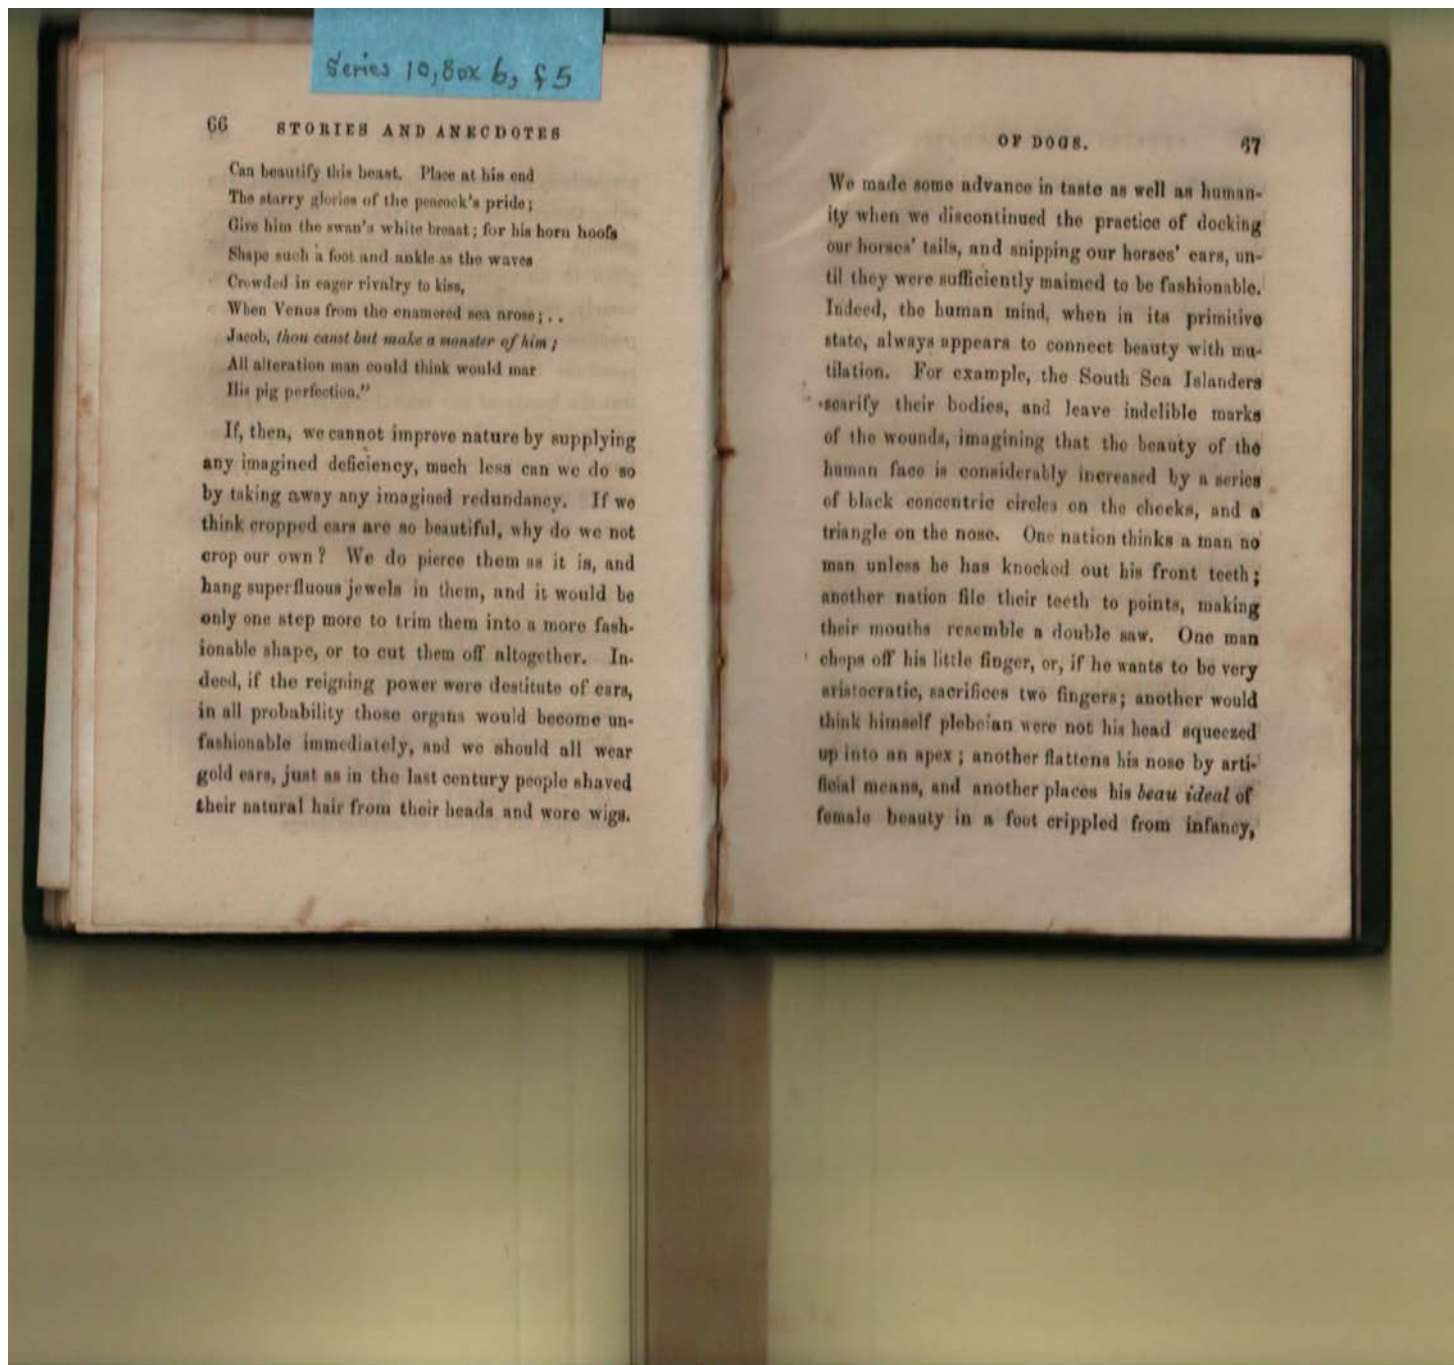 Series 10, Box 6, f5
66 STORIES AND ANECDOTES
Can beautify this beast. Place at his end
The starry glories of the peacock's pride;
Give him the swan's white breast; for his horn hoofs
Shape such a foot and ankle as the waves
Crowded in eager rivalry to kiss,
When Venus from the enamored sea arose; . .
Jacob, thou canst but make a monster of him;
All alteration man could think would mar
His pig perfection."
If, then, we cannot improve nature by supplying
any imagined deficiency, much less can we do so
by taking away any imagined redundancy. If we
think cropped ears are so beautiful, why do we not
crop our own? We do pierce them as it is, and
hang superfluous jewels in them, and it would be
only one step more to trim them into a more fash-
ionable shape, or to cut them off altogether. In-
deed, if the reigning power were destitute of ears,
in all probability those organs would become un-
fashionable immediately, and we should all wear
gold ears, just as in the last century people shaved
their natural hair from their heads and wore wigs.
OF DOGS. 67
We made some advance in taste as well as human-
ity when we discontinued the practice of docking
our horses' tails, and snipping our horses' ears, un-
til they were sufficiently maimed to be fashionable.
Indeed, the human mind, when in its primitive
state, always appears to connect beauty with mu-
tilation. For example, the South Sea Islanders
scarify their bodies, and leave indelible marks
of the wounds, imagining that the beauty of the
human face is considerably increased by a series
of black concentric circles on the cheeks, and a
triangle on the nose. One nation thinks a man no
man unless he has knocked out his front teeth;
another nation file their teeth to points, making
their mouths resemble a double saw. One man
chops off his little finger, or, if he wants to be very
aristocratic, sacrifices two fingers; another would
think himself plebeian were not his head squeezed
up into an apex; another flattens his nose by arti-
ficial means, and another places his beau ideal of
female beauty in a foot crippled from infancy,